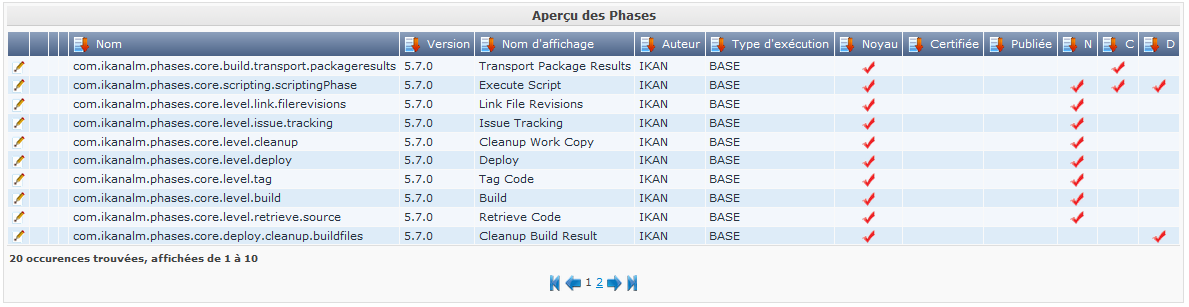 Aperçu des Phases
Nom Version Nom d'affichage Auteur Type d'exécution Noyau Certifiée Publiée N C D
com.ikanalm.phases.core.build.transport.packageresults 5.7.0 Transport Package Results IKAN BASE
com.ikanalm.phases.core.scripting.scriptingPhase 5.7.0 Execute Script IKAN BASE
com.ikanalm.phases.core.level.link.filerevisions 5.7.0 Link File Revisions IKAN BASE
com.ikanalm.phases.core.level.issue.tracking 5.7.0 Issue Tracking IKAN BASE
com.ikanalm.phases.core.level.cleanup 5.7.0 Cleanup Work Copy IKAN BASE
com.ikanalm.phases.core.level.deploy 5.7.0 Deploy IKAN BASE
com.ikanalm.phases.core.level.tag 5.7.0 Tag Code IKAN BASE
com.ikanalm.phases.core.level.build 5.7.0 Build IKAN BASE
com.ikanalm.phases.core.level.retrieve.source 5.7.0 Retrieve Code IKAN BASE
com.ikanalm.phases.core.deploy.cleanup.buildfiles 5.7.0 Cleanup Build Result IKAN BASE
20 occurences trouvées, affichées de 1 à 10
1 2